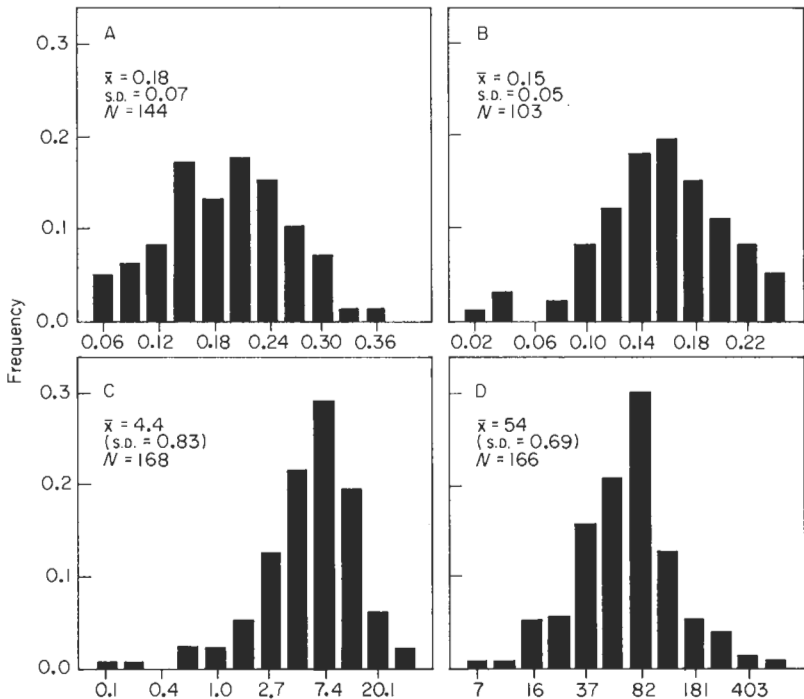 Frequency
0.3
0.2
0.1
0.0
A
x̄ = 0.18
S.D. = 0.07
N = 144
0.06 0.12 0.18 0.24 0.30 0.36
B
x̄ = 0.15
S.D. = 0.05
N = 103
0.02 0.06 0.10 0.14 0.18 0.22
0.3
0.2
0.1
0.0
C
x̄ = 4.4
(S.D. = 0.83)
N = 168
0.1 0.4 1.0 2.7 7.4 20.1
D
x̄ = 54
(S.D. = 0.69)
N = 166
7 16 37 82 181 403